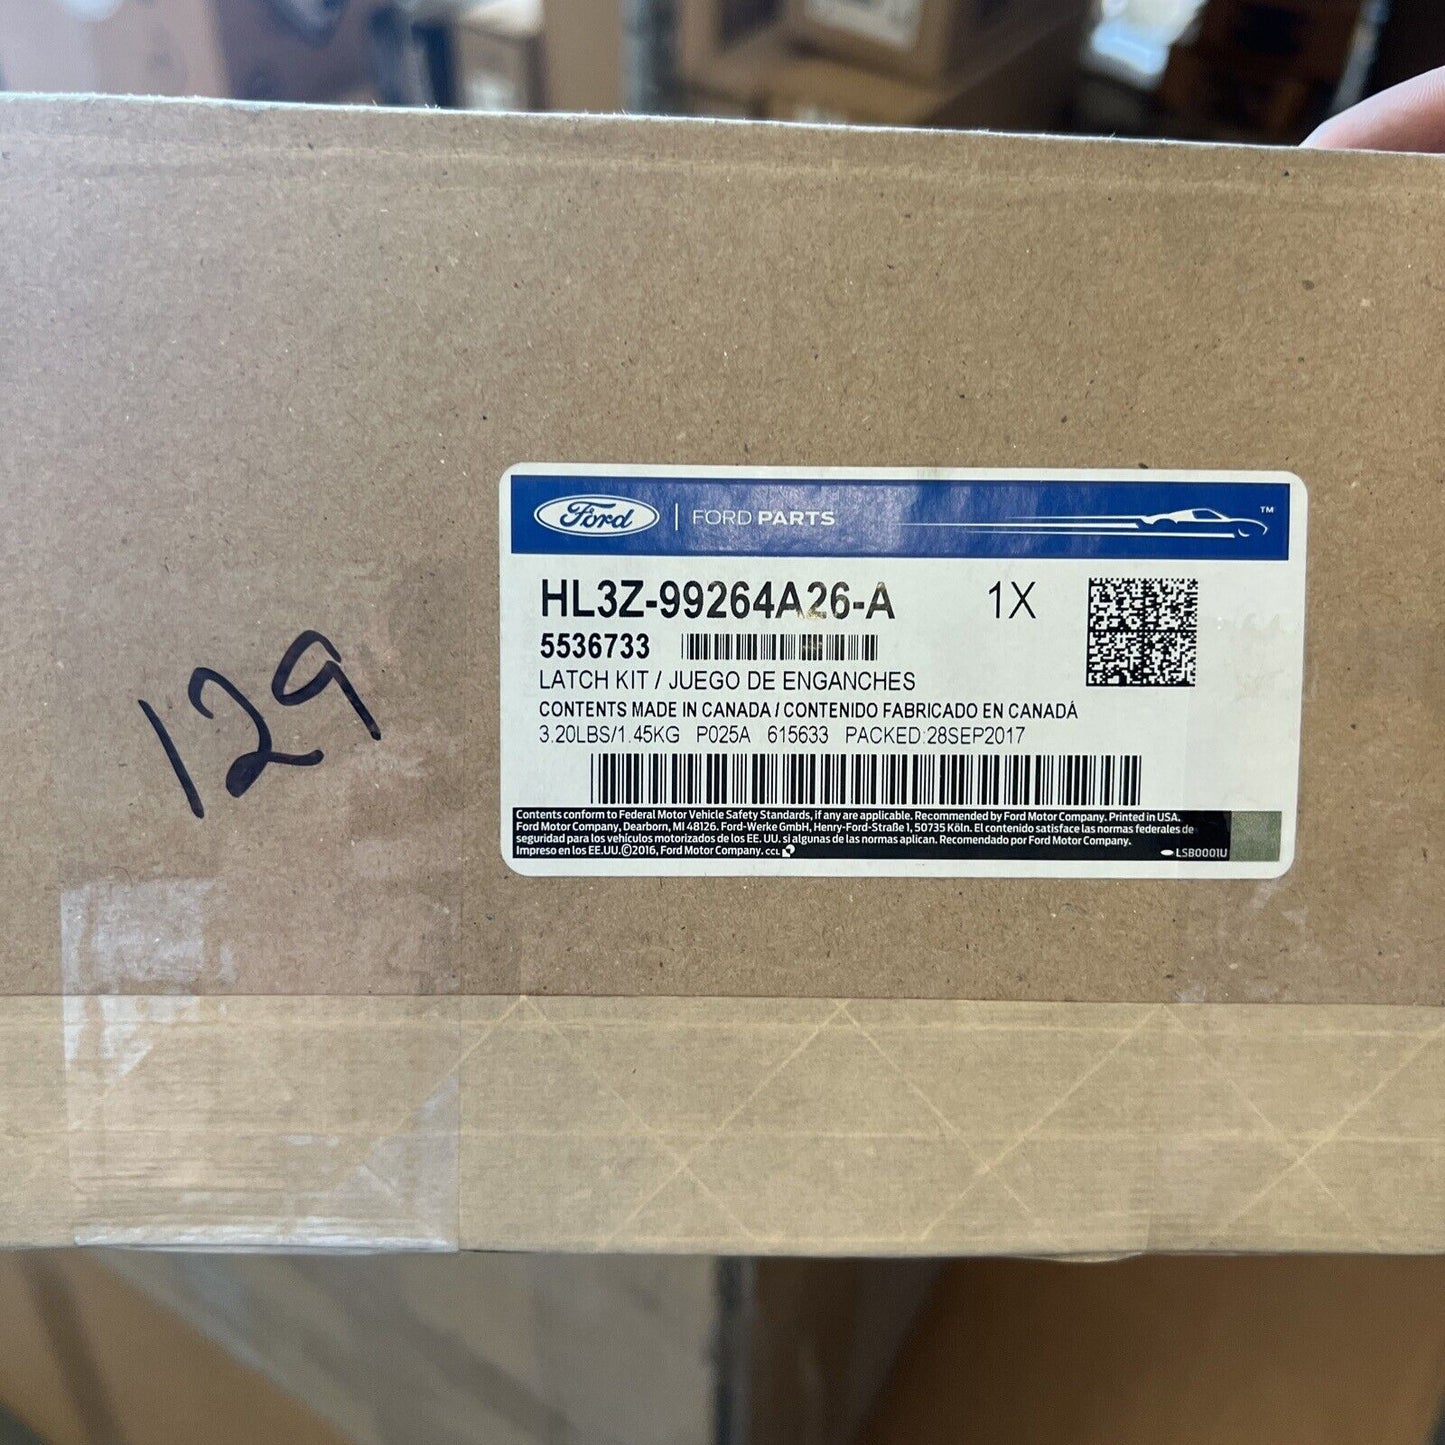 129
Ford | FORD PARTS ™
HL3Z-99264A26-A 1X
5536733
LATCH KIT / JUEGO DE ENGANCHES
CONTENTS MADE IN CANADA / CONTENIDO FABRICADO EN CANADÁ
3.20LBS/1.45KG P025A 615633 PACKED:28SEP2017
Contents conform to Federal Motor Vehicle Safety Standards, if any are applicable. Recommended by Ford Motor Company. Printed in USA.
Ford Motor Company, Dearborn, MI 48126. Ford-Werke GmbH, Henry-Ford-Straße 1, 50735 Köln. El contenido satisface las normas federales de
seguridad para los vehículos motorizados de los EE. UU. si algunas de las normas aplican. Recomendado por Ford Motor Company.
Impreso en los EE.UU. ©2016, Ford Motor Company. CCL
LSB0001U